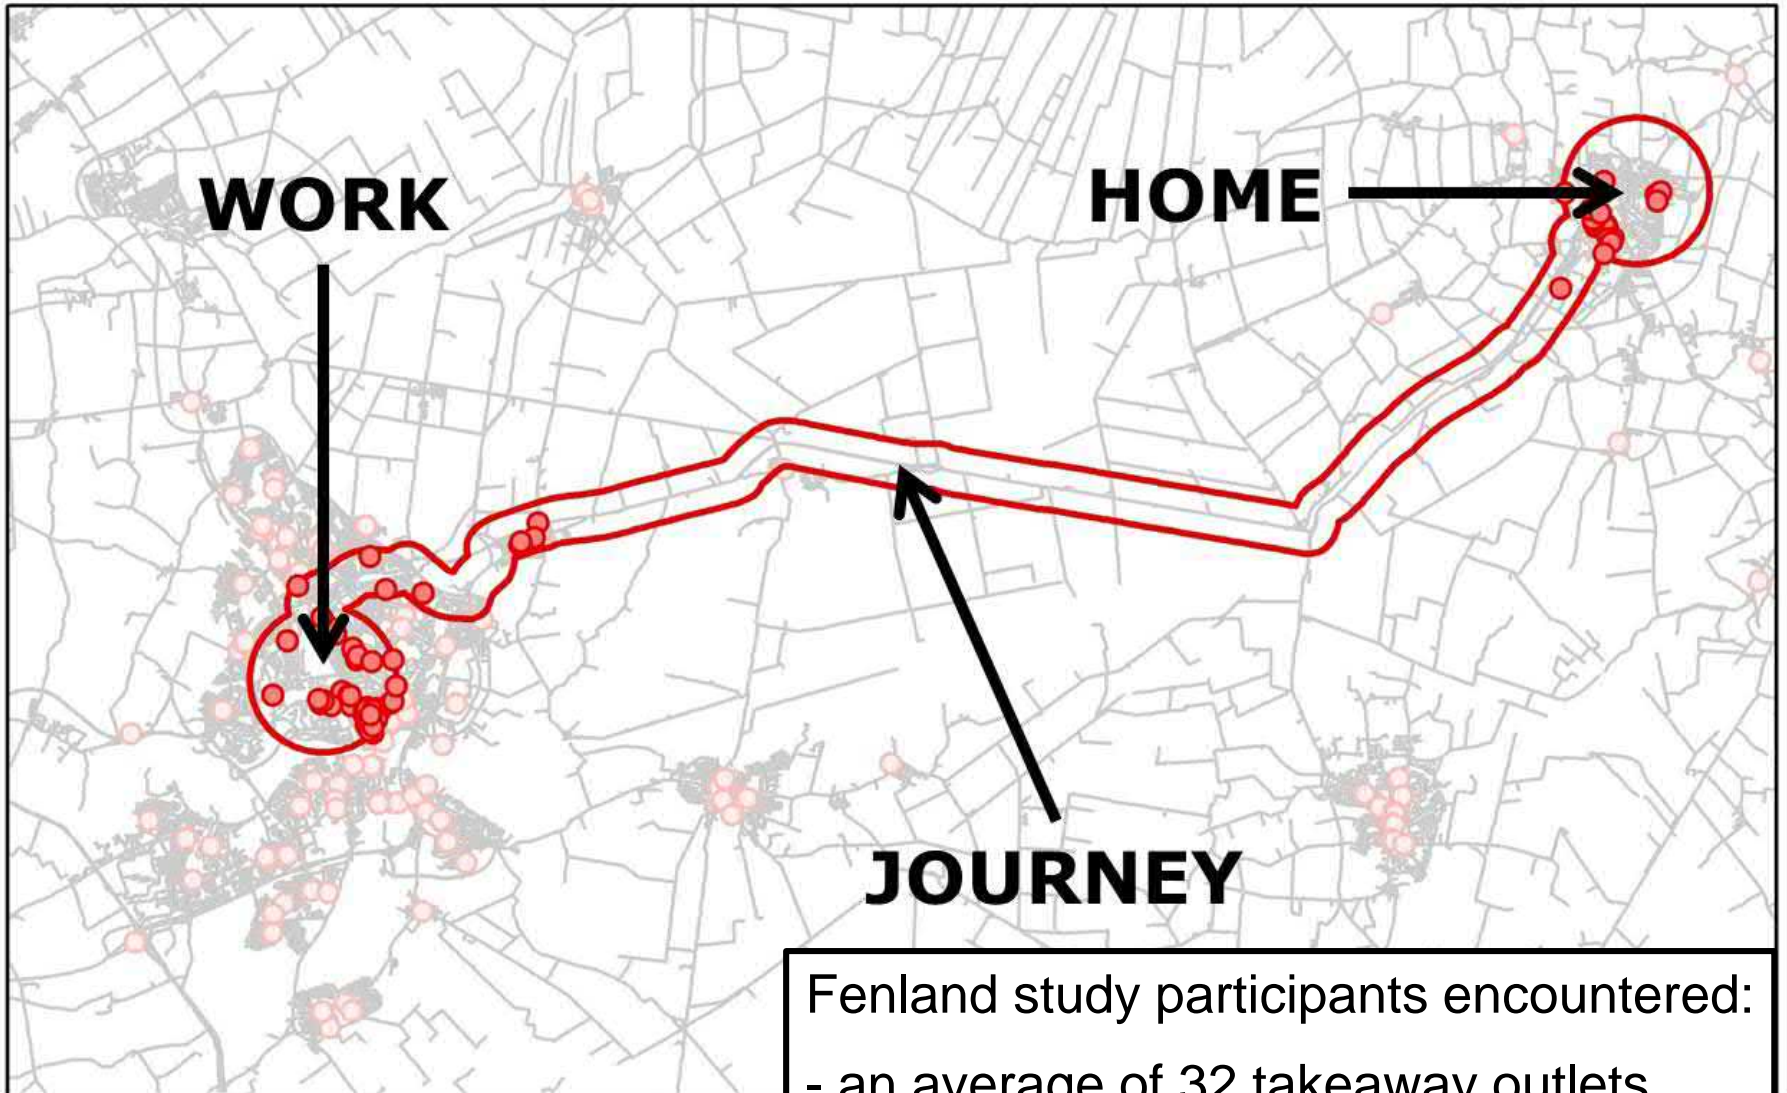 WORK
HOME
JOURNEY
Fenland study participants encountered:
- an average of 32 takeaway outlets